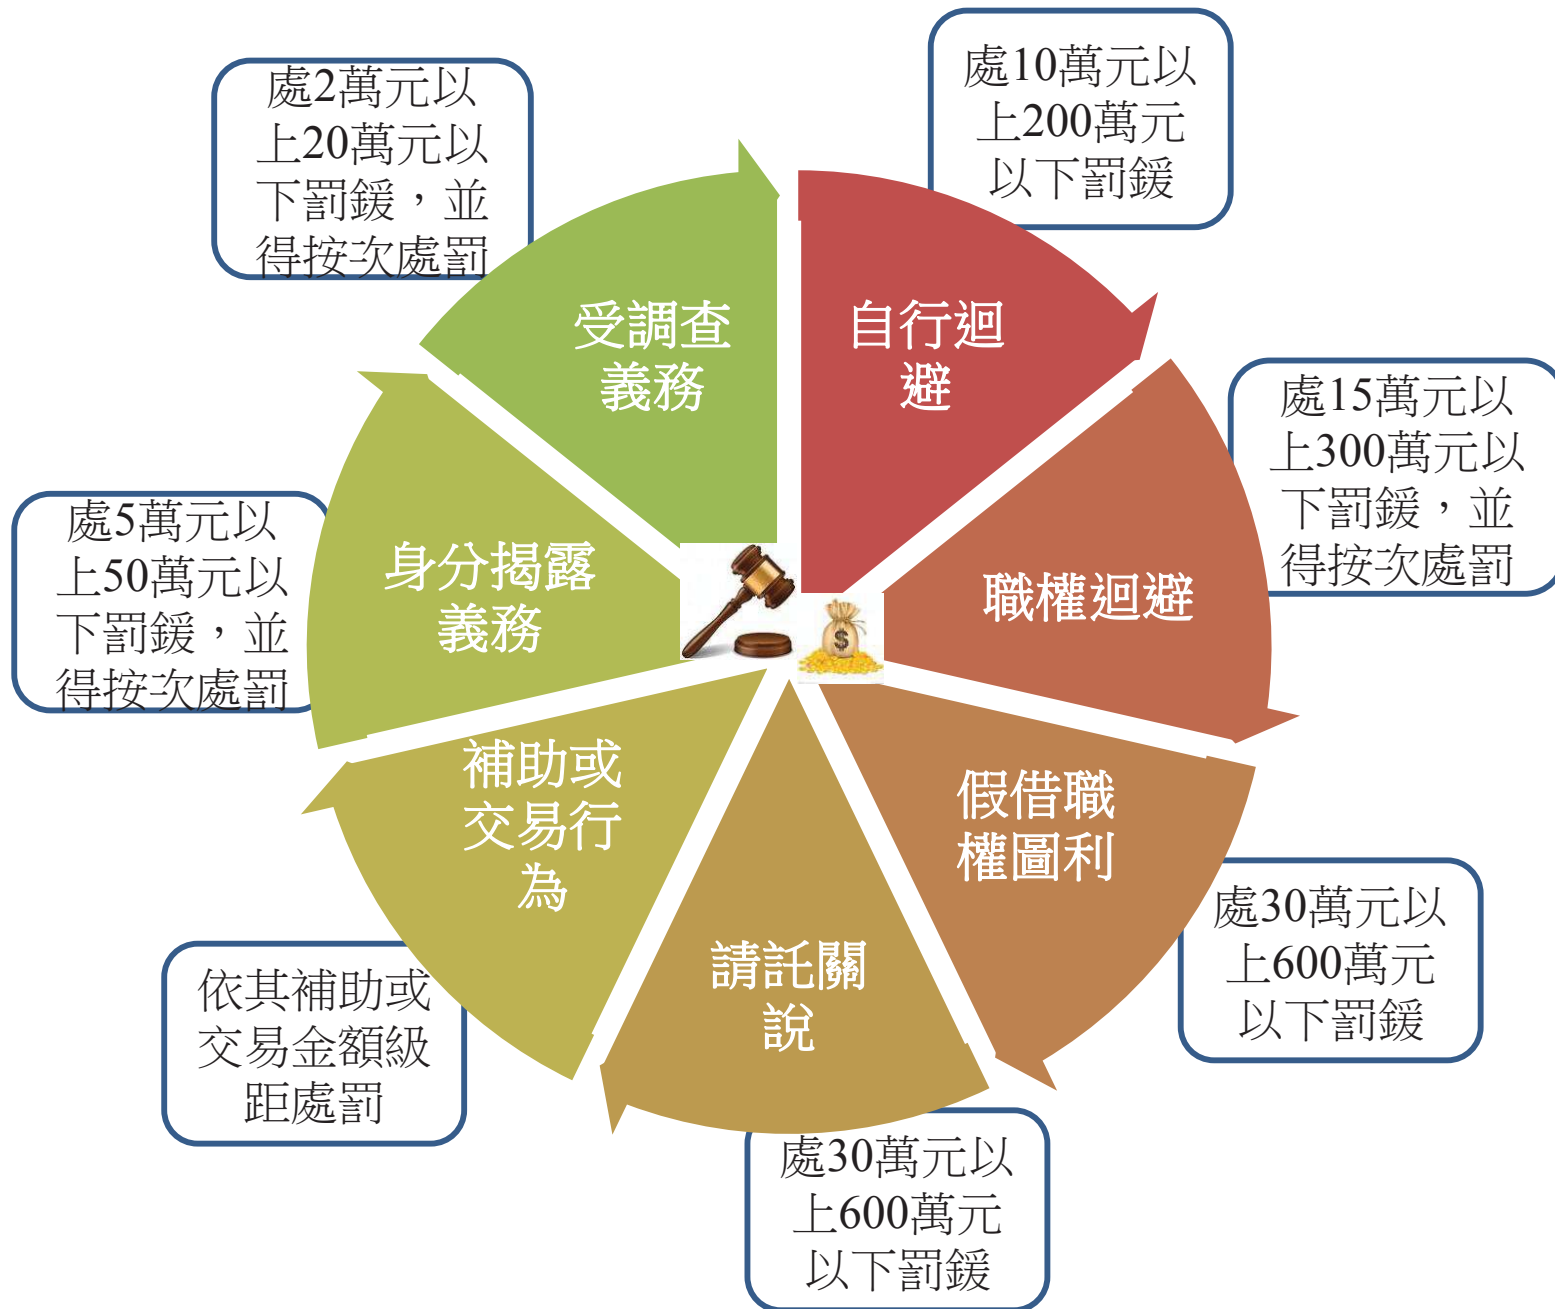 處10萬元以
上200萬元
以下罰鍰
自行迴
避
處15萬元以
上300萬元以
下罰鍰，並
得按次處罰
職權迴避
處30萬元以
上600萬元
以下罰鍰
假借職
權圖利
處30萬元以
上600萬元
以下罰鍰
請託關
說
依其補助或
交易金額級
距處罰
補助或
交易行
為
處5萬元以
上50萬元以
下罰鍰，並
得按次處罰
身分揭露
義務
處2萬元以
上20萬元以
下罰鍰，並
得按次處罰
受調查
義務
$